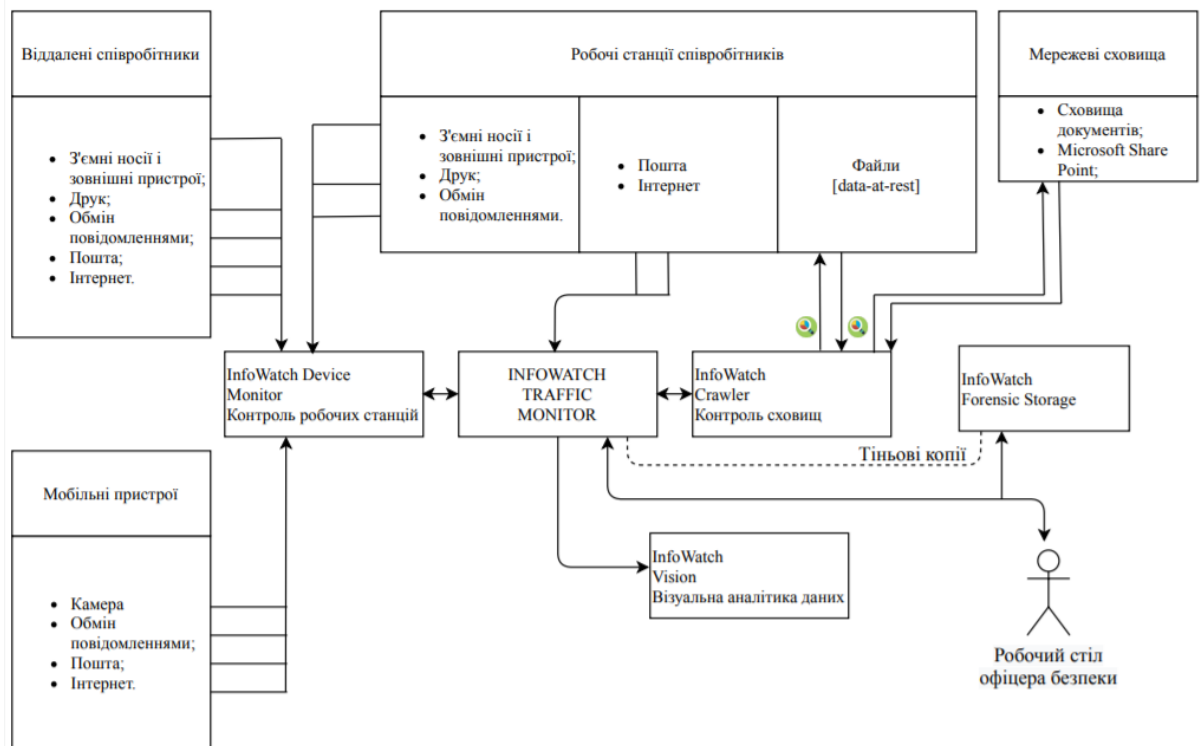 Віддалені співробітники
З'ємні носії і
зовнішні пристрої;
Друк;
Обмін
повідомленнями;
Пошта;
Інтернет.
Робочі станції співробітників
З'ємні носії і
зовнішні пристрої;
Друк;
Обмін
повідомленнями.
Пошта
Інтернет
Файли
[data-at-rest]
Мережеві сховища
Сховища
документів;
Microsoft Share
Point;
InfoWatch Device
Monitor
Контроль робочих станцій
INFOWATCH
TRAFFIC
MONITOR
InfoWatch
Crawler
Контроль сховищ
InfoWatch
Forensic Storage
Тіньові копії
Мобільні пристрої
Камера
Обмін
повідомленнями;
Пошта;
Інтернет.
InfoWatch
Vision
Візуальна аналітика даних
Робочий стіл
офіцера безпеки